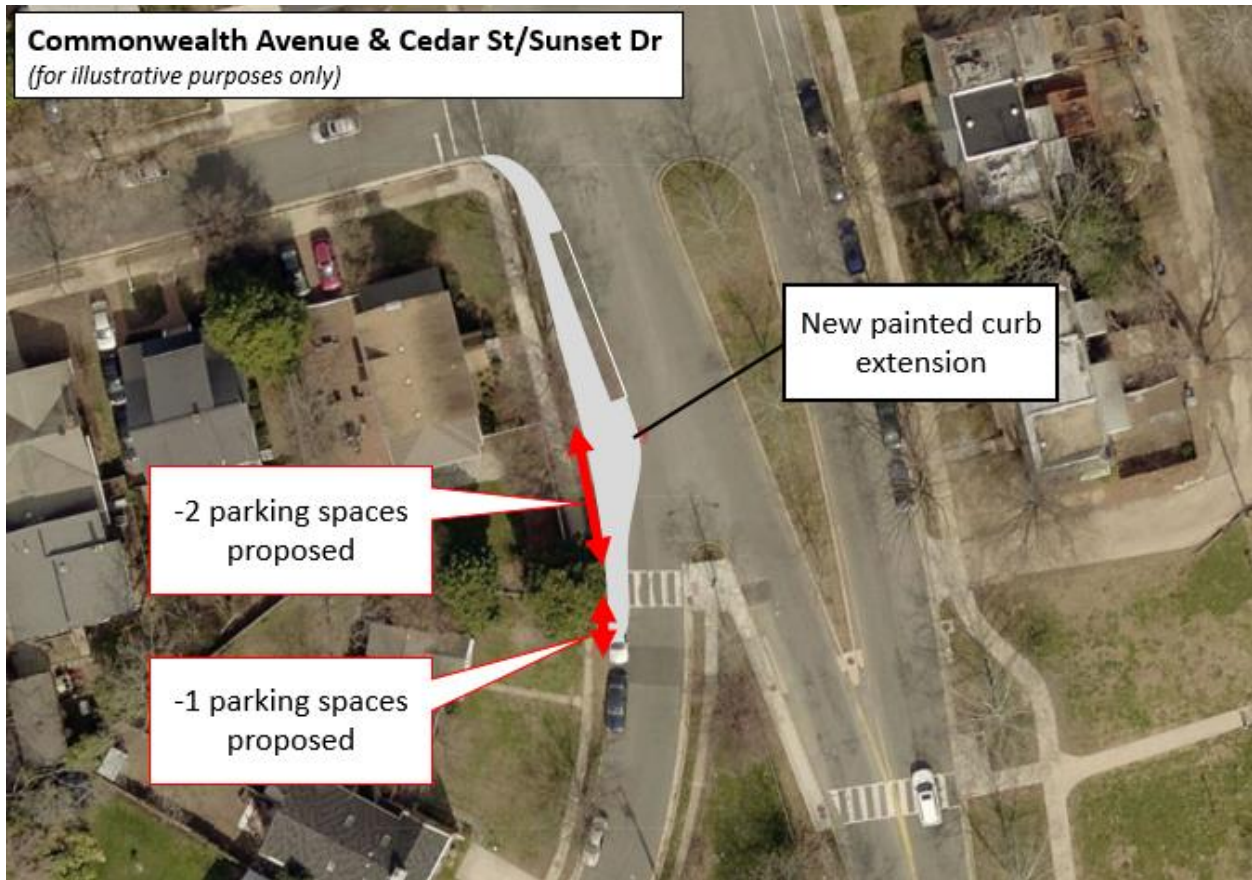 Commonwealth Avenue & Cedar St/Sunset Dr
(for illustrative purposes only)
New painted curb
extension
-2 parking spaces
proposed
-1 parking spaces
proposed